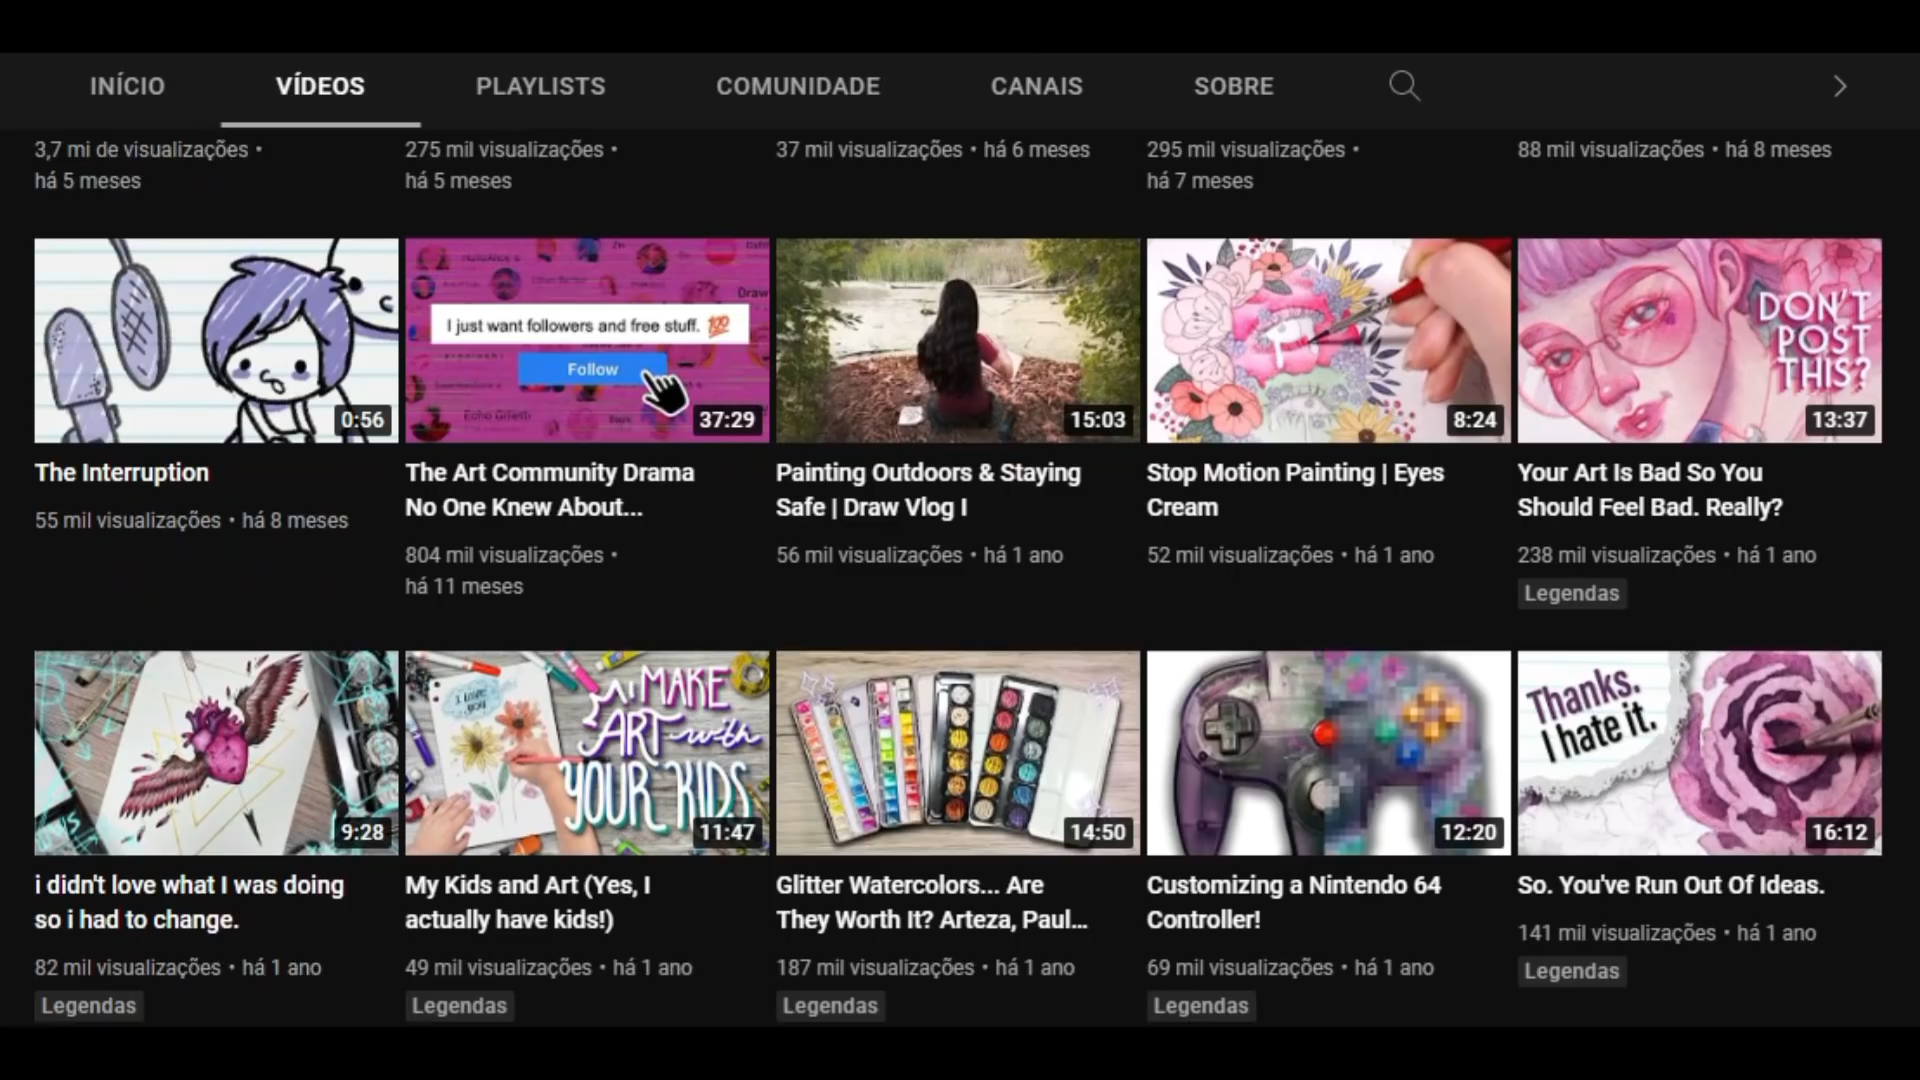 INÍCIO
VÍDEOS
PLAYLISTS
COMUNIDADE
CANAIS
SOBRE
3,7 mi de visualizações •
há 5 meses
275 mil visualizações •
há 5 meses
37 mil visualizações • há 6 meses
295 mil visualizações •
há 7 meses
88 mil visualizações • há 8 meses
0:56
The Interruption
55 mil visualizações • há 8 meses
Draw
I just want followers and free stuff. 💯
Follow
37:29
The Art Community Drama
No One Knew About...
804 mil visualizações •
há 11 meses
15:03
Painting Outdoors & Staying
Safe | Draw Vlog I
56 mil visualizações • há 1 ano
8:24
Stop Motion Painting | Eyes
Cream
52 mil visualizações • há 1 ano
DON'T
POST
THIS?
13:37
Your Art Is Bad So You
Should Feel Bad. Really?
238 mil visualizações • há 1 ano
Legendas
9:28
i didn't love what I was doing
so i had to change.
82 mil visualizações • há 1 ano
Legendas
i love
you
MAKE
ART with
YOUR KIDS
11:47
My Kids and Art (Yes, I
actually have kids!)
49 mil visualizações • há 1 ano
Legendas
14:50
Glitter Watercolors... Are
They Worth It? Arteza, Paul...
187 mil visualizações • há 1 ano
Legendas
12:20
Customizing a Nintendo 64
Controller!
69 mil visualizações • há 1 ano
Legendas
Thanks.
I hate it.
16:12
So. You've Run Out Of Ideas.
141 mil visualizações • há 1 ano
Legendas